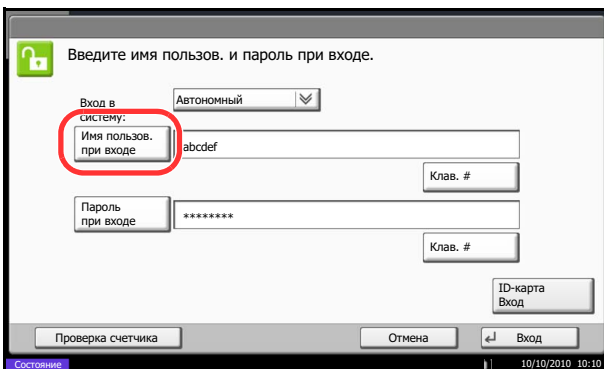 Введите имя пользов. и пароль при входе.
Вход в систему:
Автономный
Имя пользов.
при входе
abcdef
Клав. #
Пароль
при входе
********
Клав. #
ID-карта
Вход
Проверка счетчика
Отмена
Вход
Состояние
10/10/2010 10:10